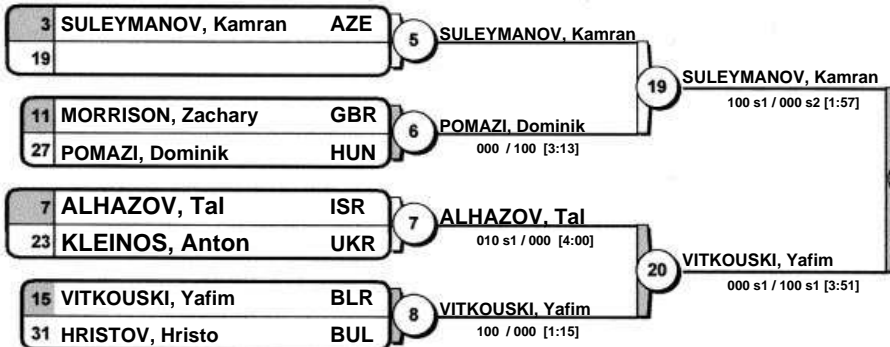 3 SULEYMANOV, Kamran AZE
19
5
SULEYMANOV, Kamran
11 MORRISON, Zachary GBR
27 POMAZI, Dominik HUN
6
POMAZI, Dominik
000 / 100 [3:13]
19
SULEYMANOV, Kamran
100 s1 / 000 s2 [1:57]
7 ALHAZOV, Tal ISR
23 KLEINOS, Anton UKR
7
ALHAZOV, Tal
010 s1 / 000 [4:00]
15 VITKOUSKI, Yafim BLR
31 HRISTOV, Hristo BUL
8
VITKOUSKI, Yafim
100 / 000 [1:15]
20
VITKOUSKI, Yafim
000 s1 / 100 s1 [3:51]